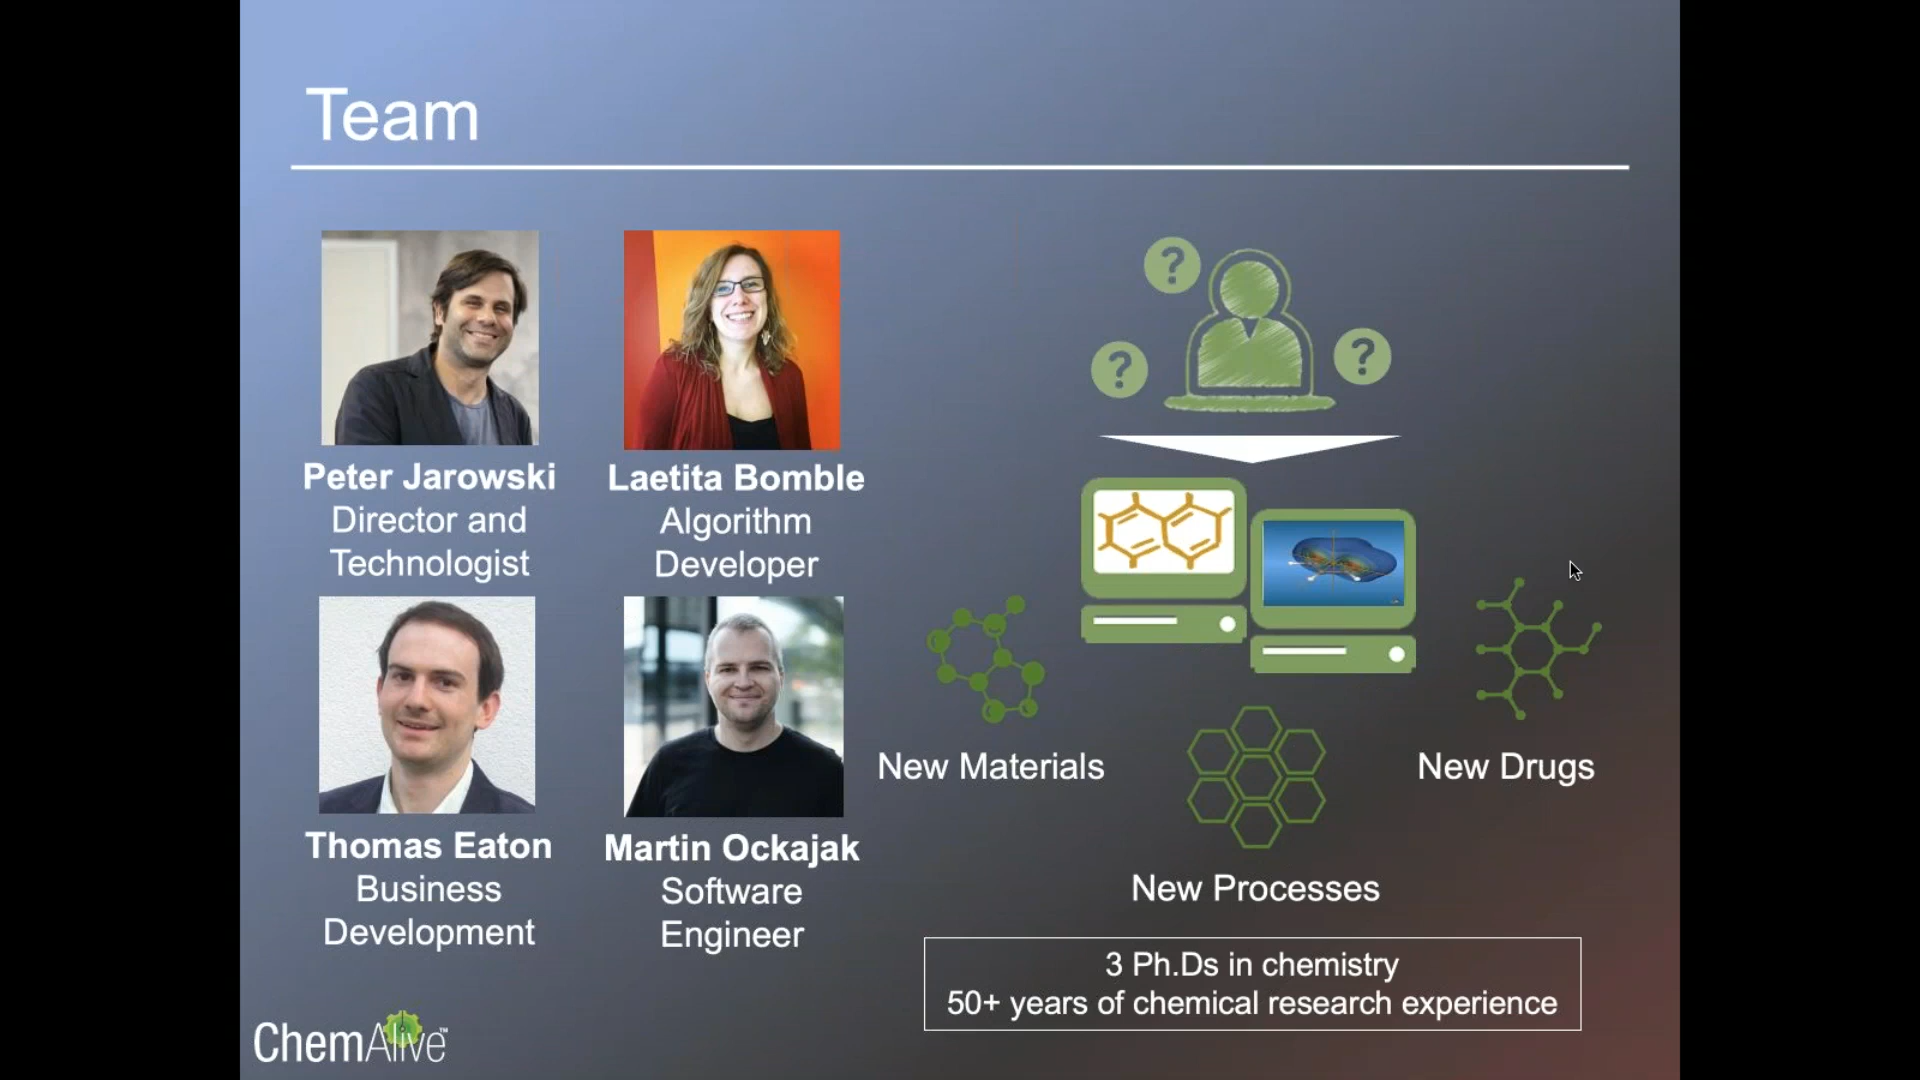 Team
Peter Jarowski
Director and
Technologist
Laetita Bomble
Algorithm
Developer
Thomas Eaton
Business
Development
Martin Ockajak
Software
Engineer
?
?
?
New Materials
New Drugs
New Processes
3 Ph.Ds in chemistry
50+ years of chemical research experience
ChemAlive™